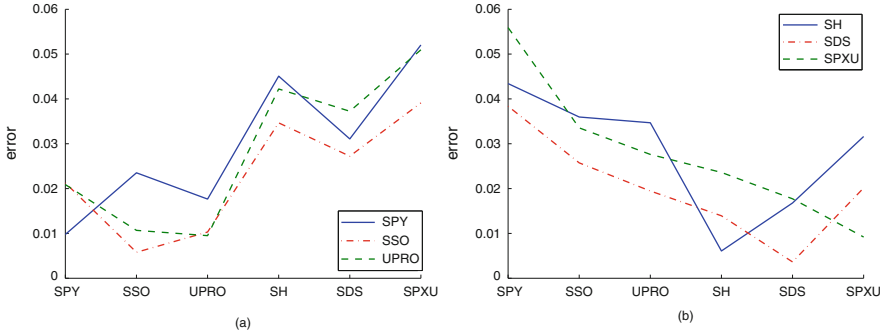 0.06
0.05
0.04
0.03
0.02
0.01
0
error
SPY
SSO
UPRO
SPY
SSO
UPRO
SH
SDS
SPXU
(a)
0.06
0.05
0.04
0.03
0.02
0.01
0
error
SH
SDS
SPXU
SPY
SSO
UPRO
SH
SDS
SPXU
(b)